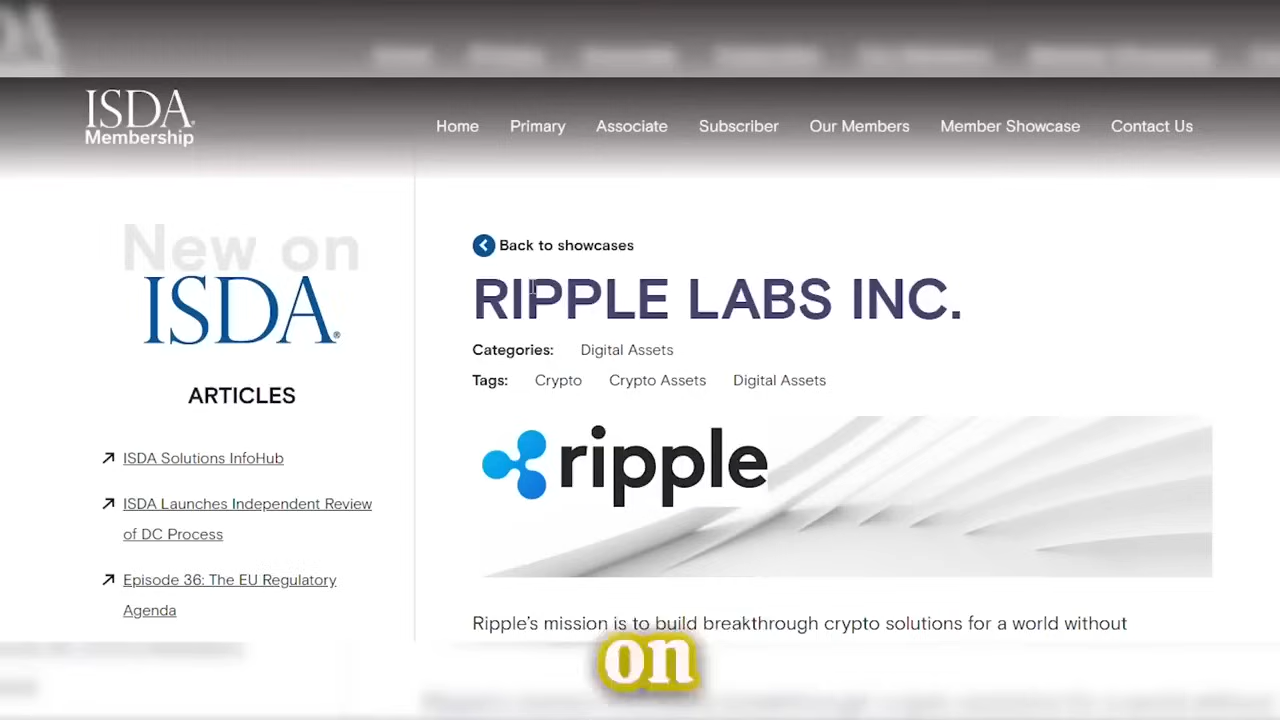 ISDA
Membership
Home Primary Associate Subscriber Our Members Member Showcase Contact Us
New on
ISDA®
ARTICLES
ISDA Solutions InfoHub
ISDA Launches Independent Review
of DC Process
Episode 36: The EU Regulatory
Agenda
Back to showcases
RIPPLE LABS INC.
Categories: Digital Assets
Tags: Crypto Crypto Assets Digital Assets
ripple
Ripple's mission is to build breakthrough crypto solutions for a world without
on